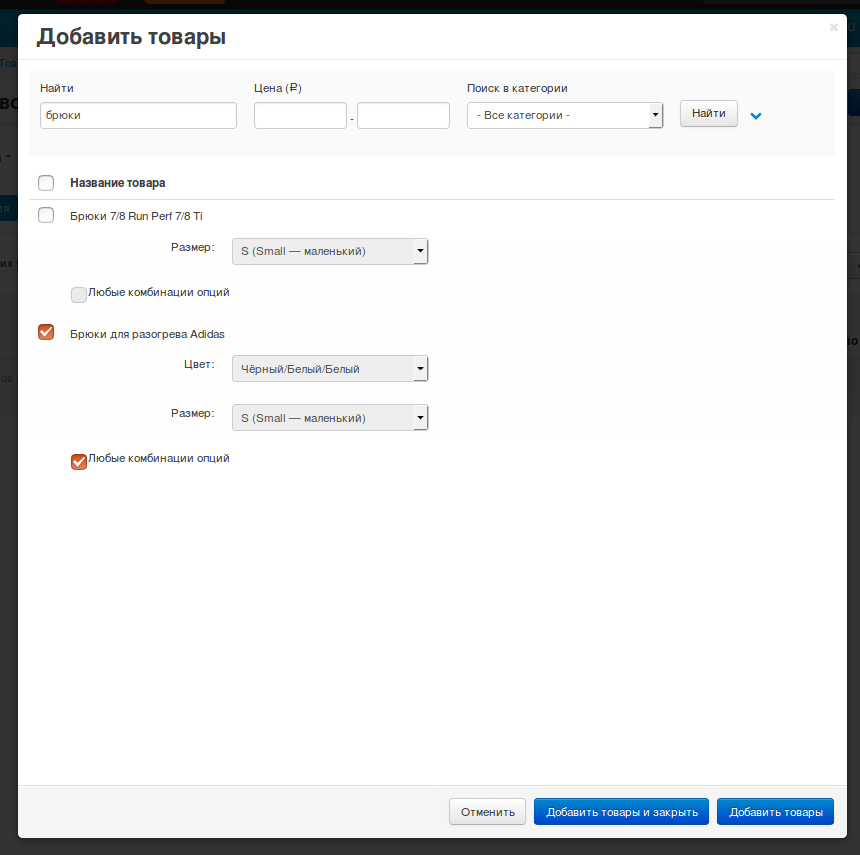 Добавить товары
×
Найти
Цена (₽)
Поиск в категории
брюки
-
- Все категории -
Найти
Название товара
Брюки 7/8 Run Perf 7/8 Ti
Размер:
S (Small — маленький)
Любые комбинации опций
Брюки для разогрева Adidas
Цвет:
Чёрный/Белый/Белый
Размер:
S (Small — маленький)
Любые комбинации опций
Отменить
Добавить товары и закрыть
Добавить товары